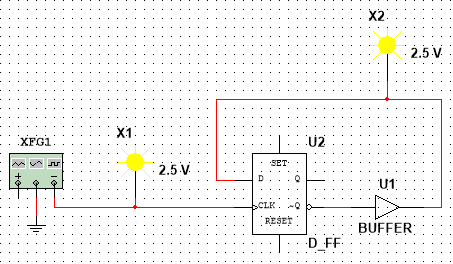 X2
2.5 V
XFG1
X1
2.5 V
U2
SET
D Q
CLK ~Q
RESET
D_FF
U1
BUFFER